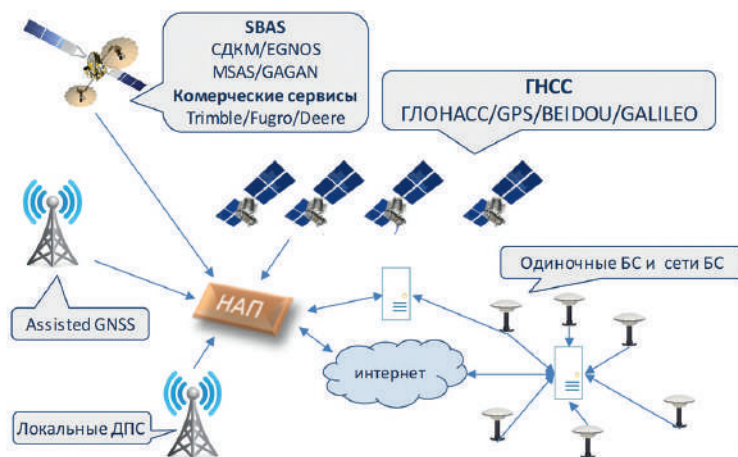 SBAS
СДКМ/EGNOS
MSAS/GAGAN
Комерческие сервисы
Trimble/Fugro/Deere
ГНСС
ГЛОНАСС/GPS/BEIDOU/GALILEO
Одиночные БС и сети БС
НАП
Assisted GNSS
интернет
Локальные ДПС